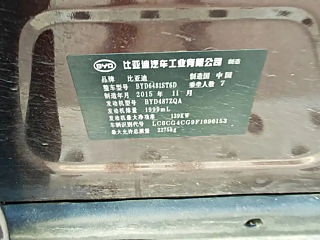 BYD 比亚迪汽车工业有限公司 制造
品牌 比亚迪 制造国 中国
整车型号 BYD6481ST6D 乘坐人数 7
制造年月 2015 年 11 月
发动机型号 BYD487ZQA
发动机排量 1999mL
发动机最大净功率 139KW
车辆识别代号 LC0CG4CG9F1096153
最大允许总质量 2275kg